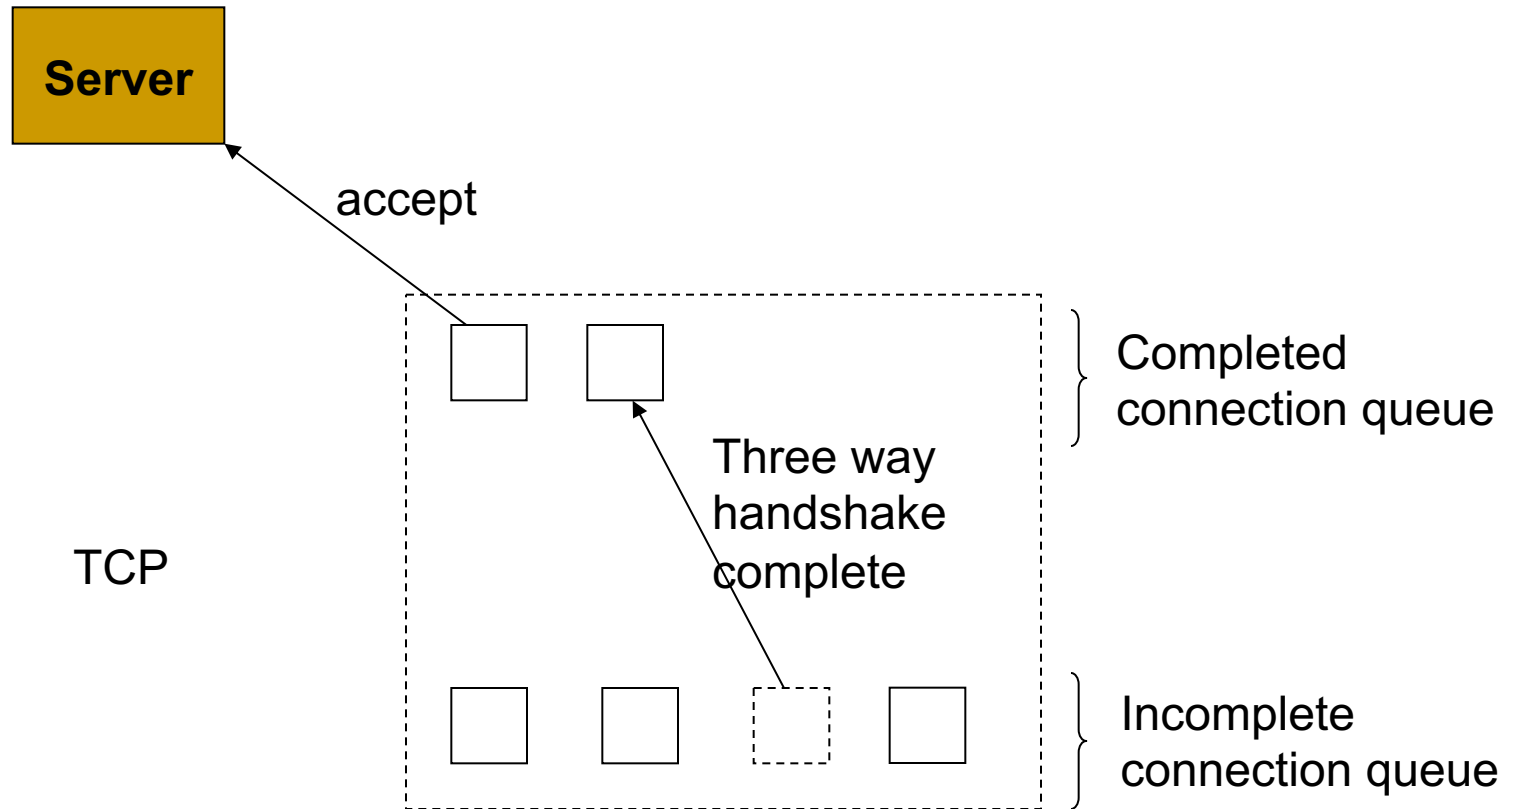 Server
accept
Completed
connection queue
Three way
handshake
complete
TCP
Incomplete
connection queue